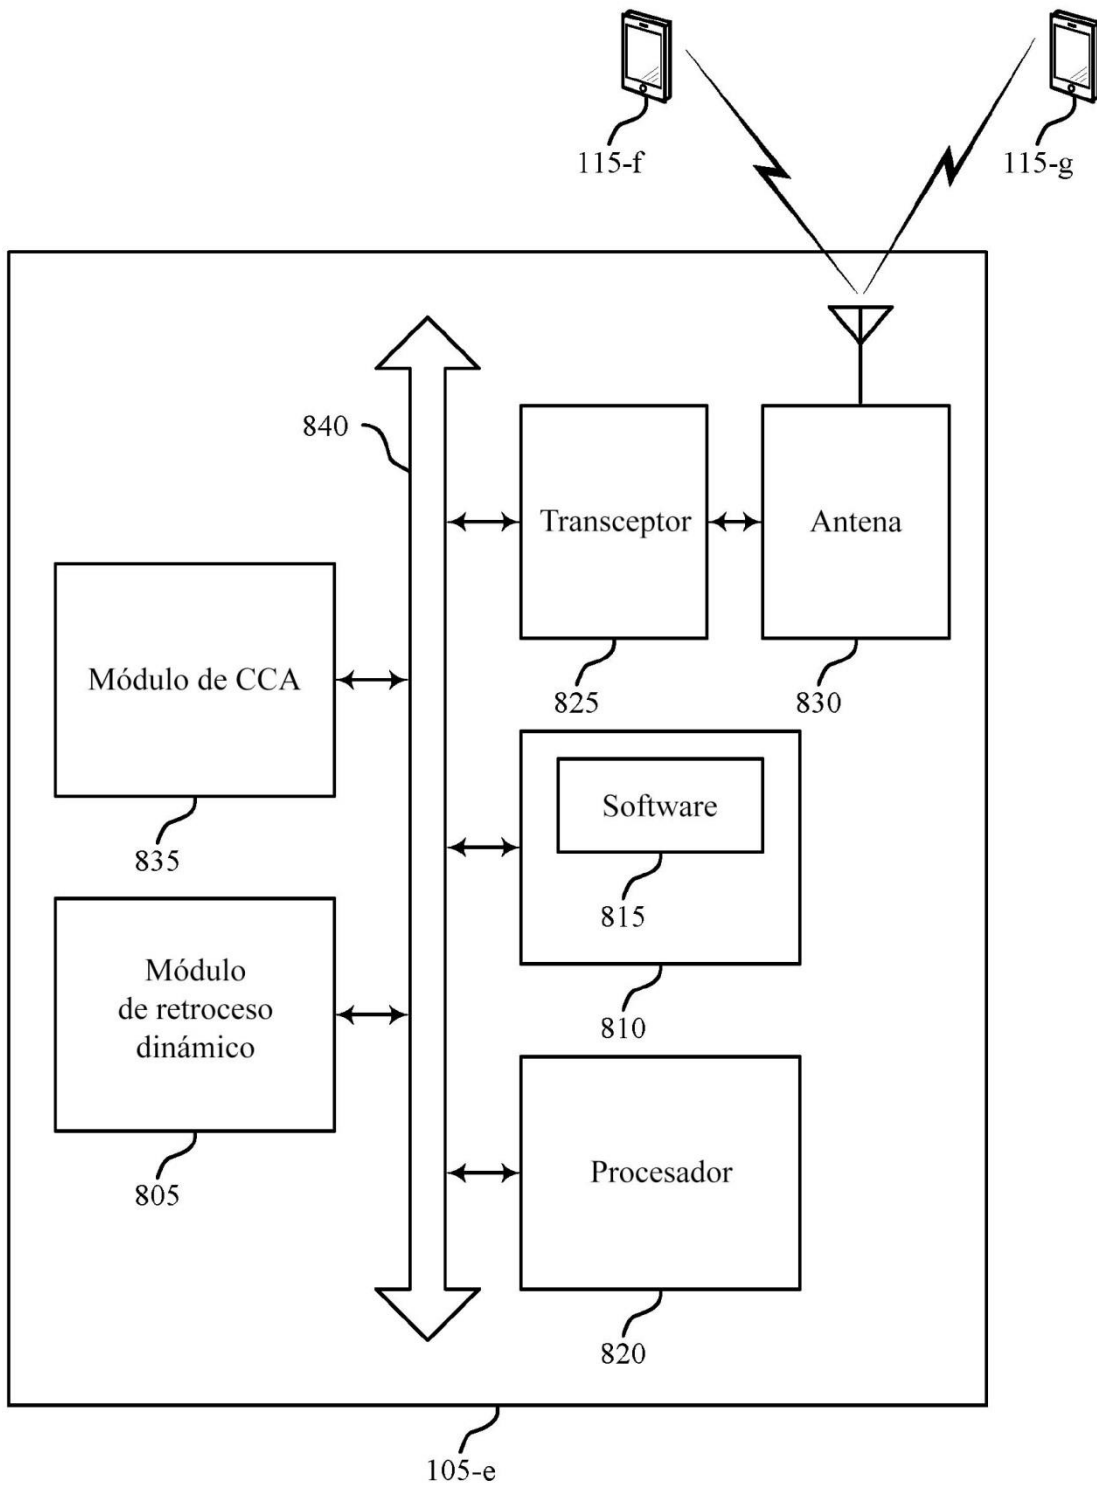 115-f
115-g
840
Transceptor
Antena
825
830
Módulo de CCA
835
Software
815
810
Módulo
de retroceso
dinámico
805
Procesador
820
105-e